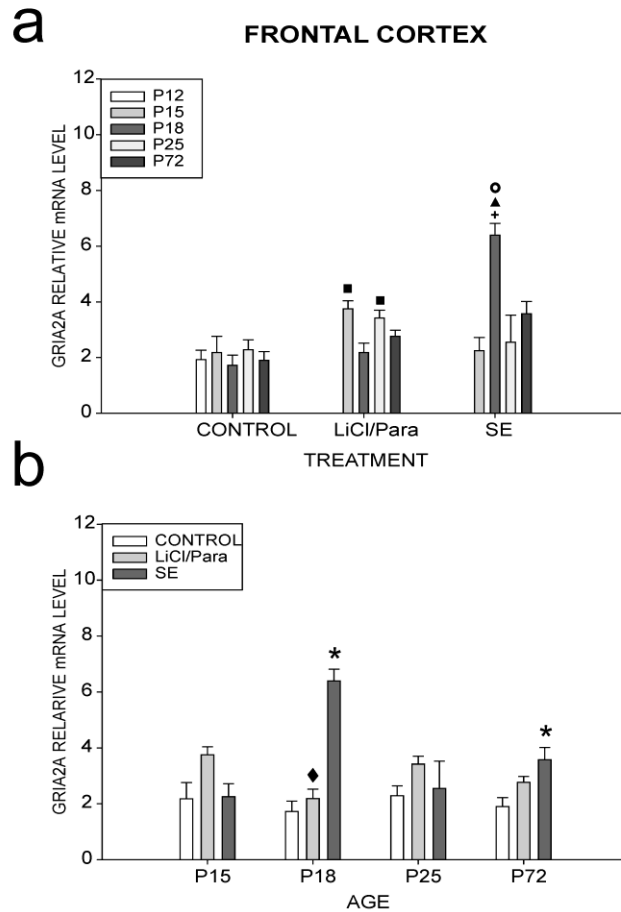 a
FRONTAL CORTEX
GRIA2A RELATIVE mRNA LEVEL
12
10
8
6
4
2
0
P12
P15
P18
P25
P72
+
CONTROL LiCl/Para SE
TREATMENT
b
GRIA2A RELARIVE mRNA LEVEL
12
10
8
6
4
2
0
CONTROL
LiCl/Para
SE
*
*
P15 P18 P25 P72
AGE